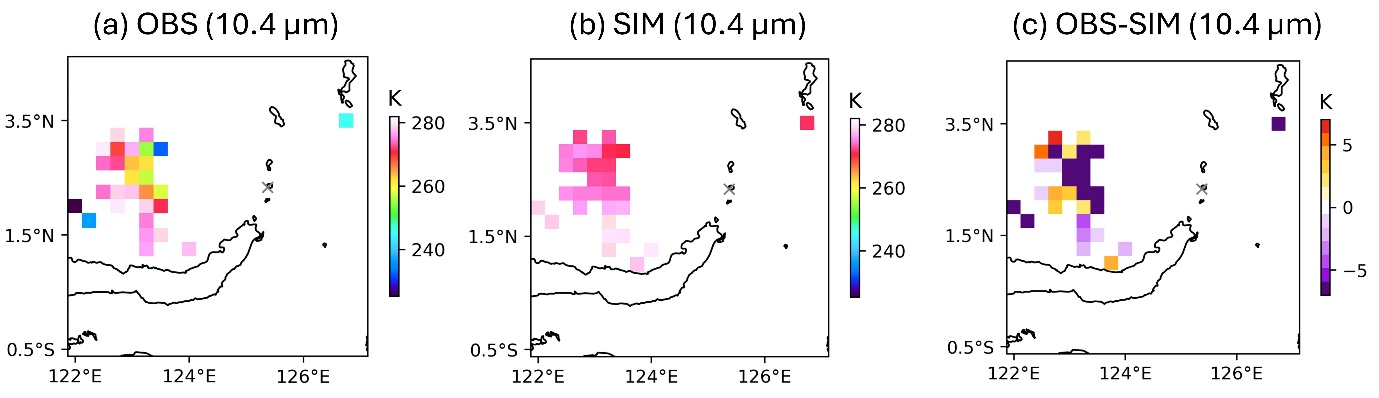 (a) OBS (10.4 µm)
(b) SIM (10.4 µm)
(c) OBS-SIM (10.4 µm)
3.5°N
1.5°N
0.5°S
122°E
124°E
126°E
K
280
260
240
3.5°N
1.5°N
0.5°S
122°E
124°E
126°E
K
280
260
240
3.5°N
1.5°N
0.5°S
122°E
124°E
126°E
K
5
0
−5